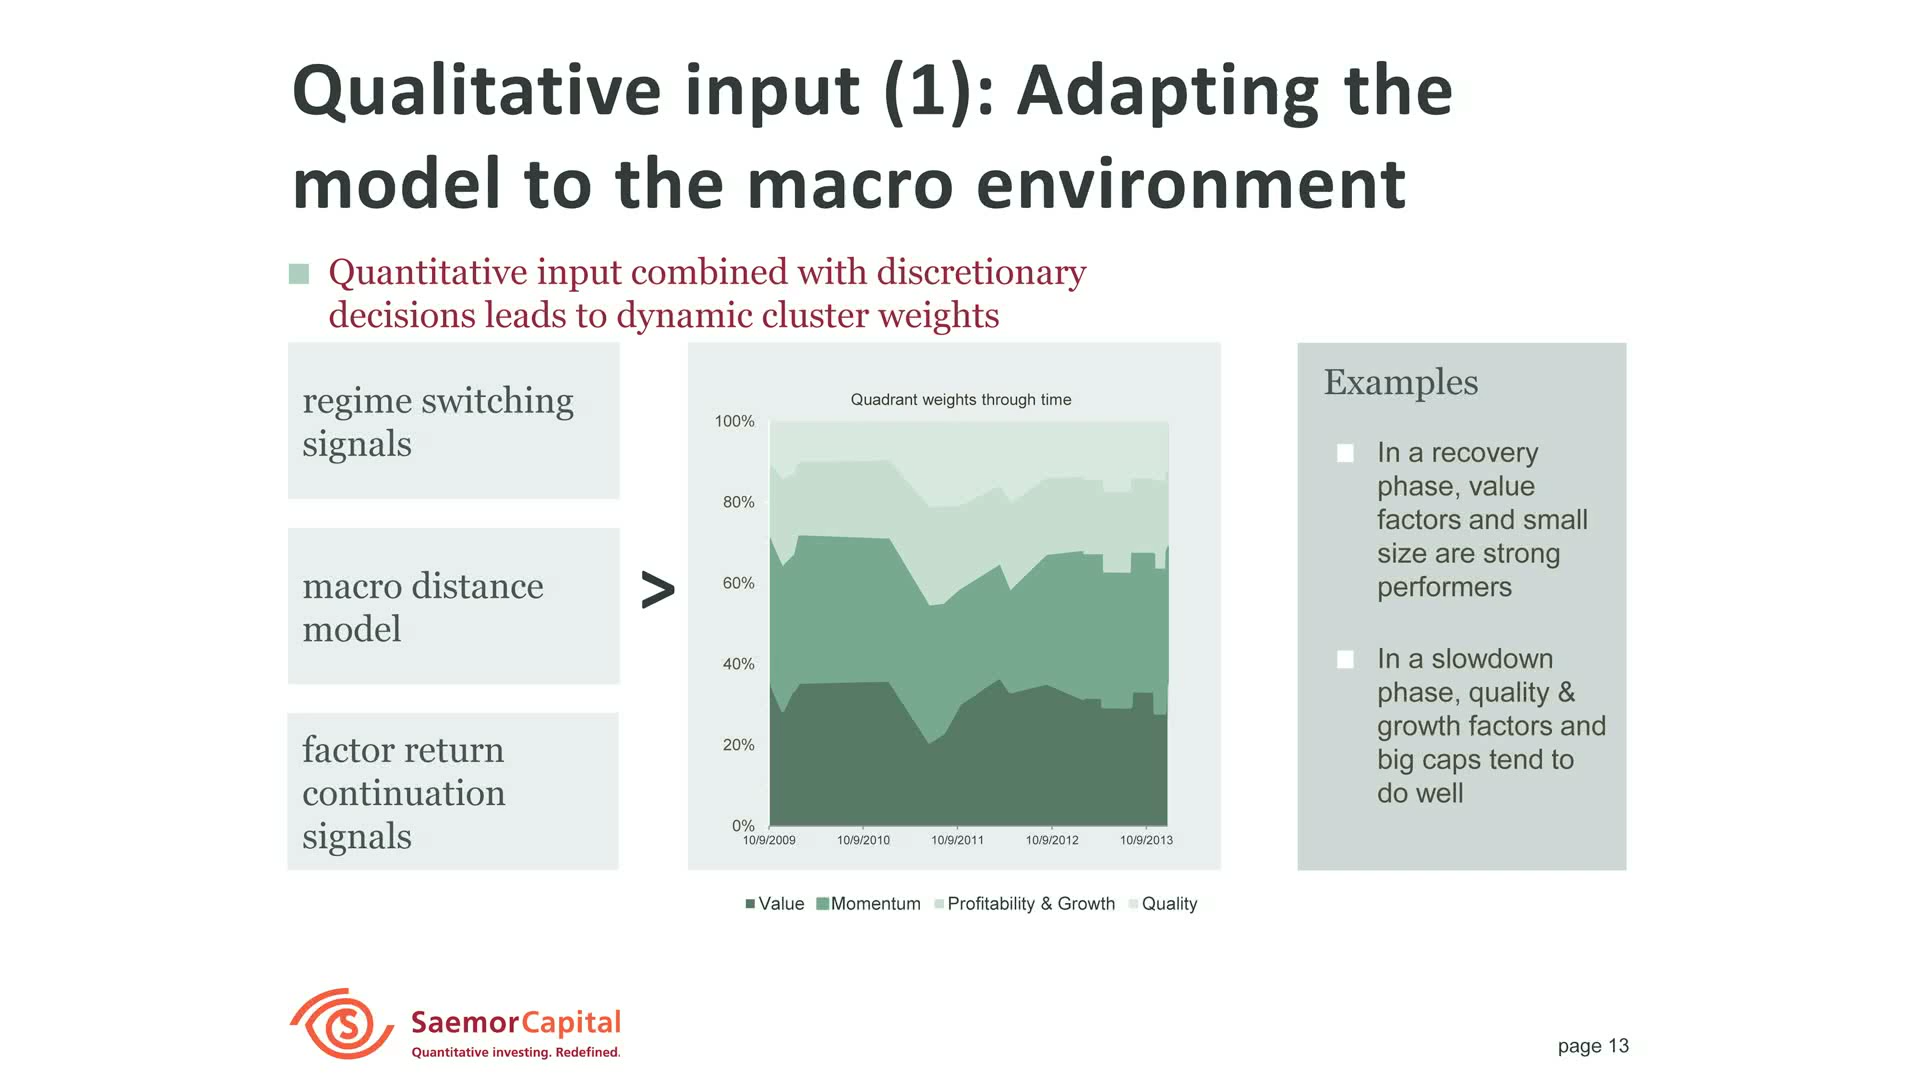 Qualitative input (1): Adapting the
model to the macro environment
Quantitative input combined with discretionary
decisions leads to dynamic cluster weights
regime switching
signals
macro distance
model
factor return
continuation
signals
>
Quadrant weights through time
100%
80%
60%
40%
20%
0%
10/9/2009 10/9/2010 10/9/2011 10/9/2012 10/9/2013
Value Momentum Profitability & Growth Quality
Examples
In a recovery
phase, value
factors and small
size are strong
performers
In a slowdown
phase, quality &
growth factors and
big caps tend to
do well
S
SaemorCapital
Quantitative investing. Redefined.
page 13